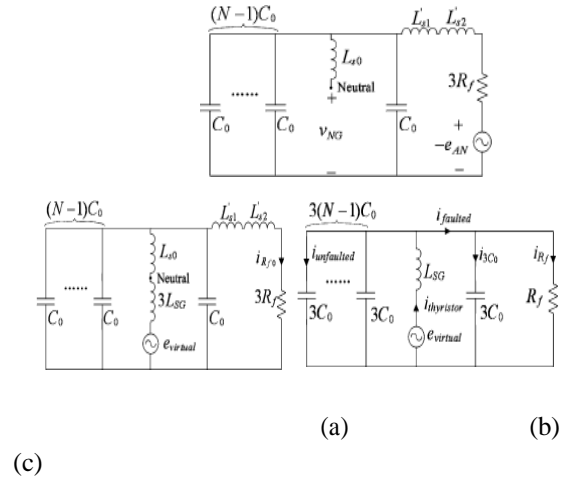 (N−1)C₀
L's1 L's2
Ls0
Neutral
+
3Rf
......
C₀
C₀
vNG
C₀
+
−eAN
−
−
(N−1)C₀
L's1 L's2
Ls0
Neutral
3LSG
iRf0
......
C₀
C₀
C₀
3Rf
evirtual
3(N−1)C₀
ifaulted
iunfaulted
LSG
i3C₀
iRf
......
3C₀
3C₀
ithyristor
3C₀
Rf
evirtual
(a)
(b)
(c)